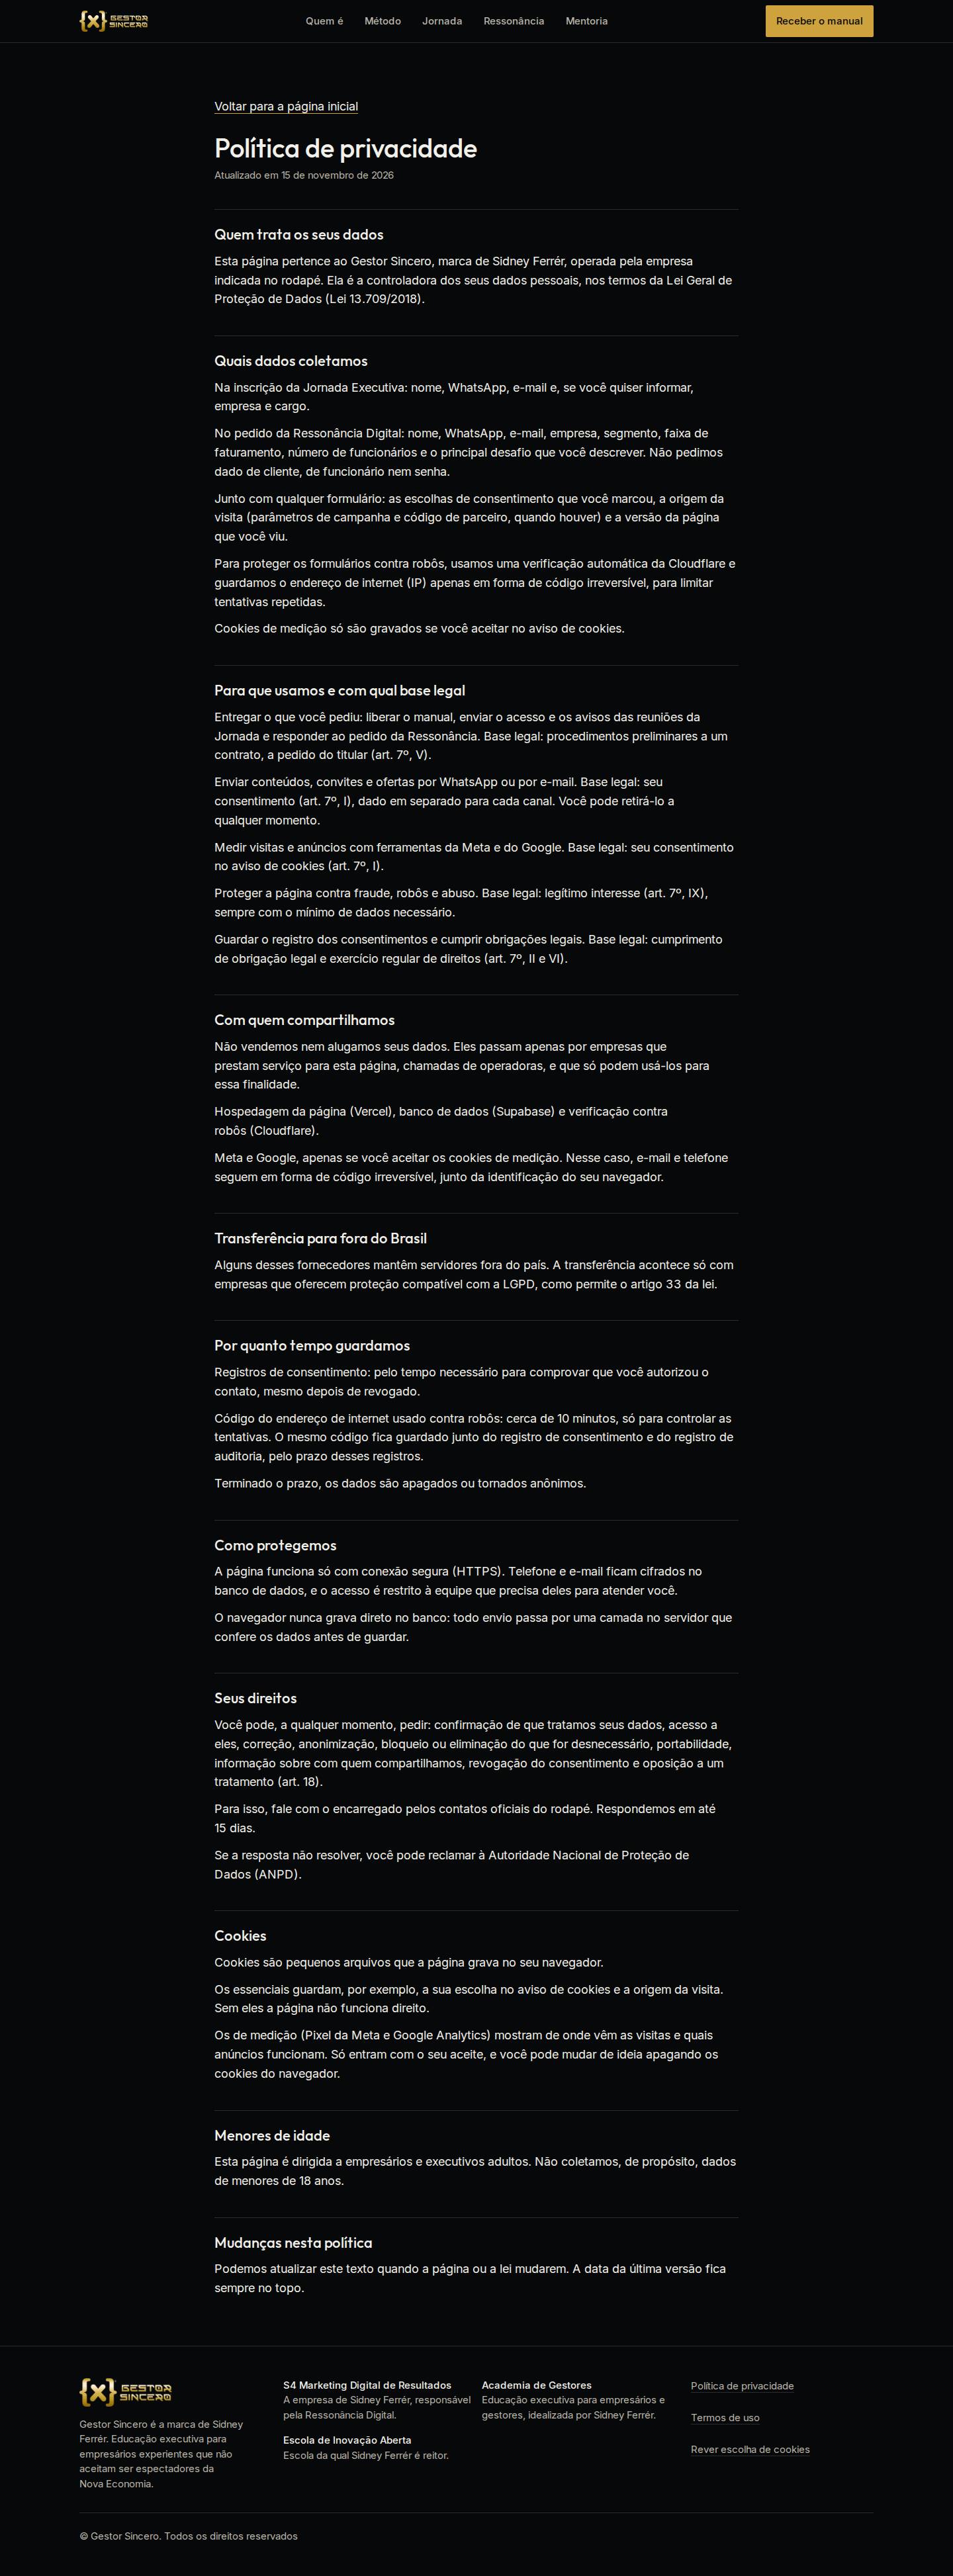 GESTOR
SINCERO
Quem é
Método
Jornada
Ressonância
Mentoria
Receber o manual
Voltar para a página inicial
Política de privacidade
Atualizado em 15 de novembro de 2026
Quem trata os seus dados
Esta página pertence ao Gestor Sincero, marca de Sidney Ferrér, operada pela empresa
indicada no rodapé. Ela é a controladora dos seus dados pessoais, nos termos da Lei Geral de
Proteção de Dados (Lei 13.709/2018).
Quais dados coletamos
Na inscrição da Jornada Executiva: nome, WhatsApp, e-mail e, se você quiser informar,
empresa e cargo.
No pedido da Ressonância Digital: nome, WhatsApp, e-mail, empresa, segmento, faixa de
faturamento, número de funcionários e o principal desafio que você descrever. Não pedimos
dado de cliente, de funcionário nem senha.
Junto com qualquer formulário: as escolhas de consentimento que você marcou, a origem da
visita (parâmetros de campanha e código de parceiro, quando houver) e a versão da página
que você viu.
Para proteger os formulários contra robôs, usamos uma verificação automática da Cloudflare e
guardamos o endereço de internet (IP) apenas em forma de código irreversível, para limitar
tentativas repetidas.
Cookies de medição só são gravados se você aceitar no aviso de cookies.
Para que usamos e com qual base legal
Entregar o que você pediu: liberar o manual, enviar o acesso e os avisos das reuniões da
Jornada e responder ao pedido da Ressonância. Base legal: procedimentos preliminares a um
contrato, a pedido do titular (art. 7º, V).
Enviar conteúdos, convites e ofertas por WhatsApp ou por e-mail. Base legal: seu
consentimento (art. 7º, I), dado em separado para cada canal. Você pode retirá-lo a
qualquer momento.
Medir visitas e anúncios com ferramentas da Meta e do Google. Base legal: seu consentimento
no aviso de cookies (art. 7º, I).
Proteger a página contra fraude, robôs e abuso. Base legal: legítimo interesse (art. 7º, IX),
sempre com o mínimo de dados necessário.
Guardar o registro dos consentimentos e cumprir obrigações legais. Base legal: cumprimento
de obrigação legal e exercício regular de direitos (art. 7º, II e VI).
Com quem compartilhamos
Não vendemos nem alugamos seus dados. Eles passam apenas por empresas que
prestam serviço para esta página, chamadas de operadoras, e que só podem usá-los para
essa finalidade.
Hospedagem da página (Vercel), banco de dados (Supabase) e verificação contra
robôs (Cloudflare).
Meta e Google, apenas se você aceitar os cookies de medição. Nesse caso, e-mail e telefone
seguem em forma de código irreversível, junto da identificação do seu navegador.
Transferência para fora do Brasil
Alguns desses fornecedores mantêm servidores fora do país. A transferência acontece só com
empresas que oferecem proteção compatível com a LGPD, como permite o artigo 33 da lei.
Por quanto tempo guardamos
Registros de consentimento: pelo tempo necessário para comprovar que você autorizou o
contato, mesmo depois de revogado.
Código do endereço de internet usado contra robôs: cerca de 10 minutos, só para controlar as
tentativas. O mesmo código fica guardado junto do registro de consentimento e do registro de
auditoria, pelo prazo desses registros.
Terminado o prazo, os dados são apagados ou tornados anônimos.
Como protegemos
A página funciona só com conexão segura (HTTPS). Telefone e e-mail ficam cifrados no
banco de dados, e o acesso é restrito à equipe que precisa deles para atender você.
O navegador nunca grava direto no banco: todo envio passa por uma camada no servidor que
confere os dados antes de guardar.
Seus direitos
Você pode, a qualquer momento, pedir: confirmação de que tratamos seus dados, acesso a
eles, correção, anonimização, bloqueio ou eliminação do que for desnecessário, portabilidade,
informação sobre com quem compartilhamos, revogação do consentimento e oposição a um
tratamento (art. 18).
Para isso, fale com o encarregado pelos contatos oficiais do rodapé. Respondemos em até
15 dias.
Se a resposta não resolver, você pode reclamar à Autoridade Nacional de Proteção de
Dados (ANPD).
Cookies
Cookies são pequenos arquivos que a página grava no seu navegador.
Os essenciais guardam, por exemplo, a sua escolha no aviso de cookies e a origem da visita.
Sem eles a página não funciona direito.
Os de medição (Pixel da Meta e Google Analytics) mostram de onde vêm as visitas e quais
anúncios funcionam. Só entram com o seu aceite, e você pode mudar de ideia apagando os
cookies do navegador.
Menores de idade
Esta página é dirigida a empresários e executivos adultos. Não coletamos, de propósito, dados
de menores de 18 anos.
Mudanças nesta política
Podemos atualizar este texto quando a página ou a lei mudarem. A data da última versão fica
sempre no topo.
GESTOR
SINCERO
Gestor Sincero é a marca de Sidney
Ferrér. Educação executiva para
empresários experientes que não
aceitam ser espectadores da
Nova Economia.
S4 Marketing Digital de Resultados
A empresa de Sidney Ferrér, responsável
pela Ressonância Digital.
Escola de Inovação Aberta
Escola da qual Sidney Ferrér é reitor.
Academia de Gestores
Educação executiva para empresários e
gestores, idealizada por Sidney Ferrér.
Política de privacidade
Termos de uso
Rever escolha de cookies
© Gestor Sincero. Todos os direitos reservados